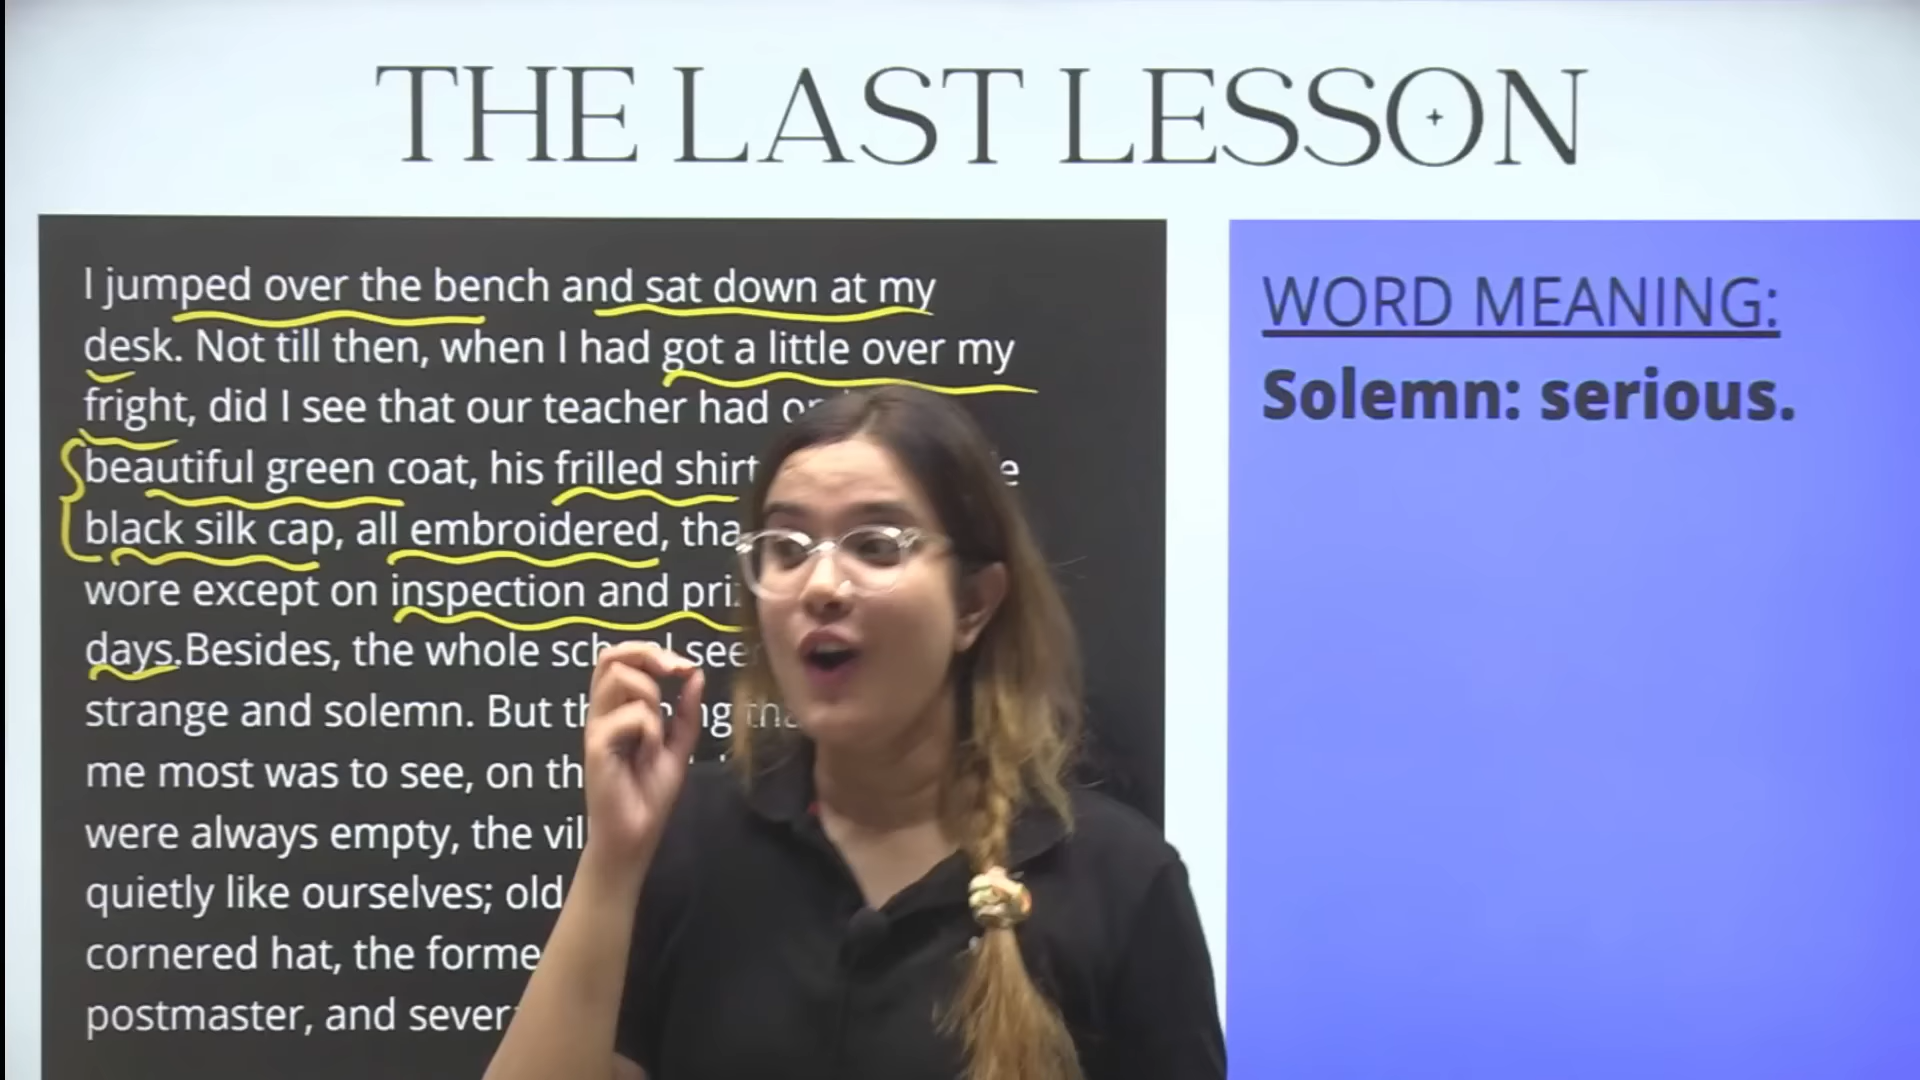 THE LAST LESSON
I jumped over the bench and sat down at my
desk. Not till then, when I had got a little over my
fright, did I see that our teacher had
beautiful green coat, his frilled shirt
black silk cap, all embroidered,
wore except on inspection and
days.Besides, the whole school
strange and solemn. But
me most was to see, on
were always empty, the
quietly like ourselves; old
cornered hat, the
postmaster, and
WORD MEANING:
Solemn: serious.